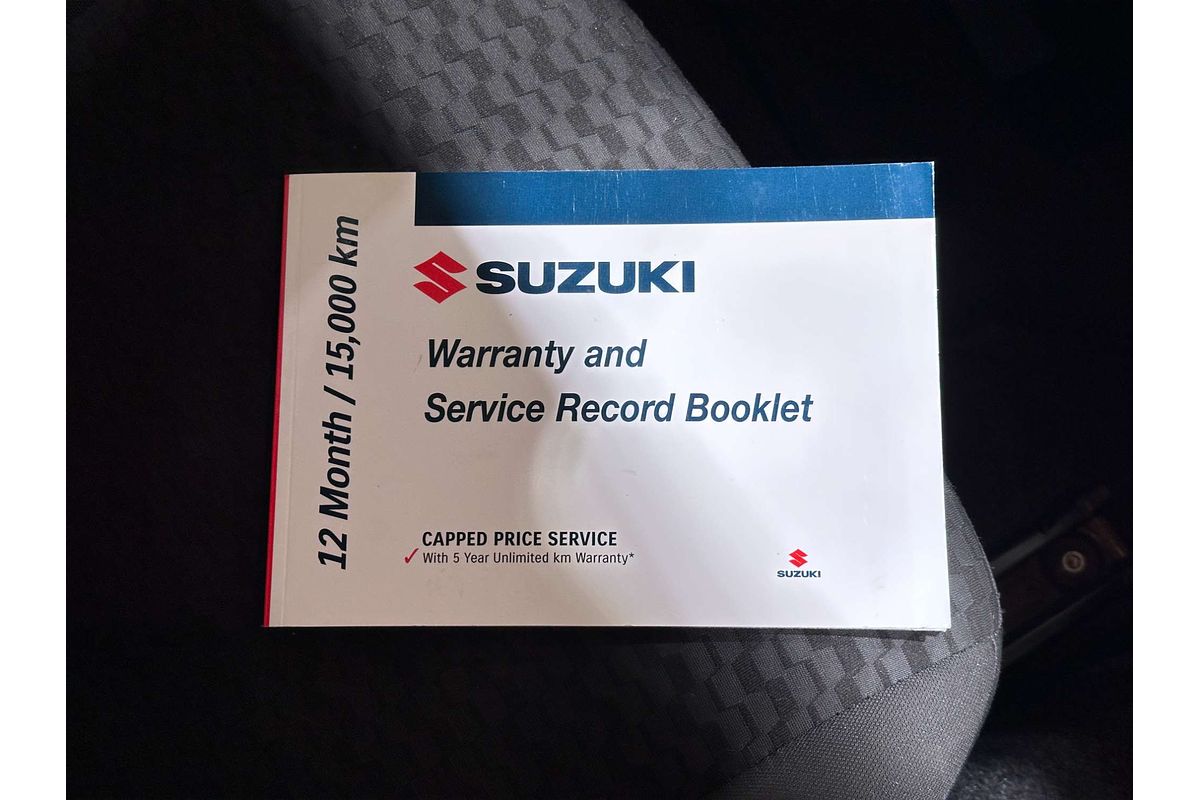 12 Month / 15,000 km
SUZUKI
Warranty and
Service Record Booklet
CAPPED PRICE SERVICE
✓ With 5 Year Unlimited km Warranty*
SUZUKI